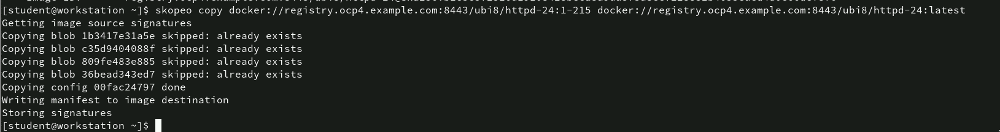 [student@workstation ~]$ skopeo copy docker://registry.ocp4.example.com:8443/ubi8/httpd-24:1-215 docker://registry.ocp4.example.com:8443/ubi8/httpd-24:latest
Getting image source signatures
Copying blob 1b3417e31a5e skipped: already exists
Copying blob c35d9404088f skipped: already exists
Copying blob 809fe483e885 skipped: already exists
Copying blob 36bead343ed7 skipped: already exists
Copying config 00fac24797 done
Writing manifest to image destination
Storing signatures
[student@workstation ~]$